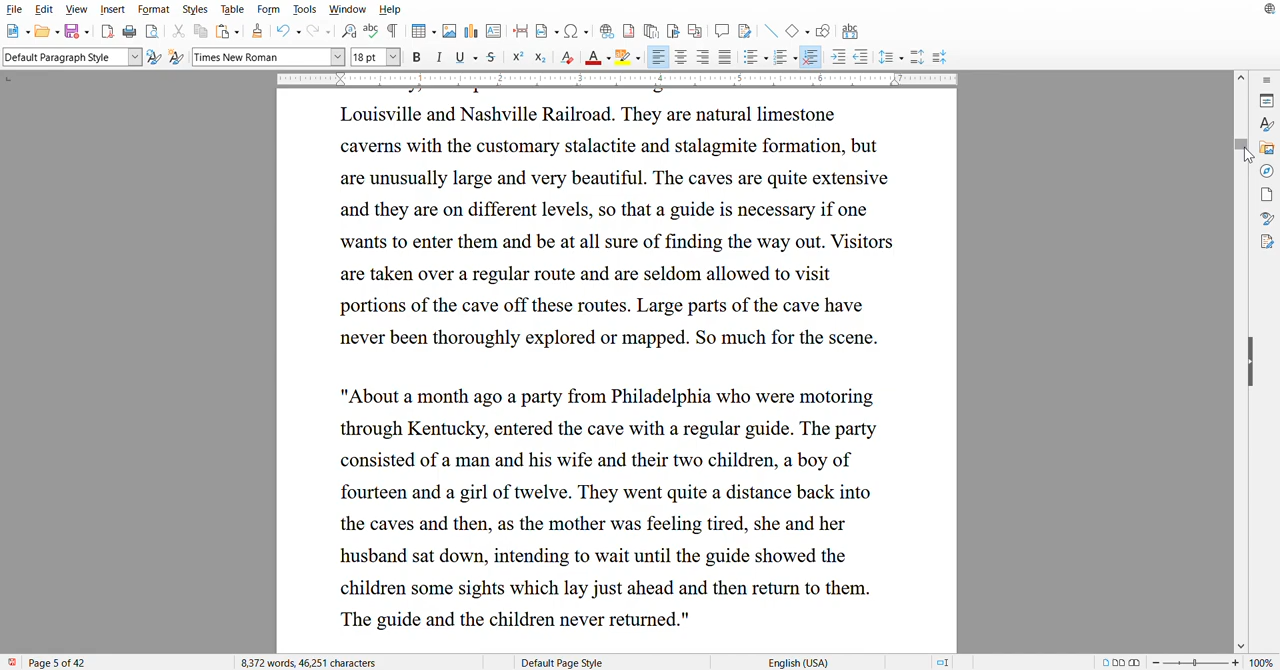 File Edit View Insert Format Styles Table Form Tools Window Help
Default Paragraph Style Times New Roman 18 pt
Louisville and Nashville Railroad. They are natural limestone
caverns with the customary stalactite and stalagmite formation, but
are unusually large and very beautiful. The caves are quite extensive
and they are on different levels, so that a guide is necessary if one
wants to enter them and be at all sure of finding the way out. Visitors
are taken over a regular route and are seldom allowed to visit
portions of the cave off these routes. Large parts of the cave have
never been thoroughly explored or mapped. So much for the scene.
"About a month ago a party from Philadelphia who were motoring
through Kentucky, entered the cave with a regular guide. The party
consisted of a man and his wife and their two children, a boy of
fourteen and a girl of twelve. They went quite a distance back into
the caves and then, as the mother was feeling tired, she and her
husband sat down, intending to wait until the guide showed the
children some sights which lay just ahead and then return to them.
The guide and the children never returned."
Page 5 of 42 8,372 words, 46,251 characters Default Page Style English (USA) 100%